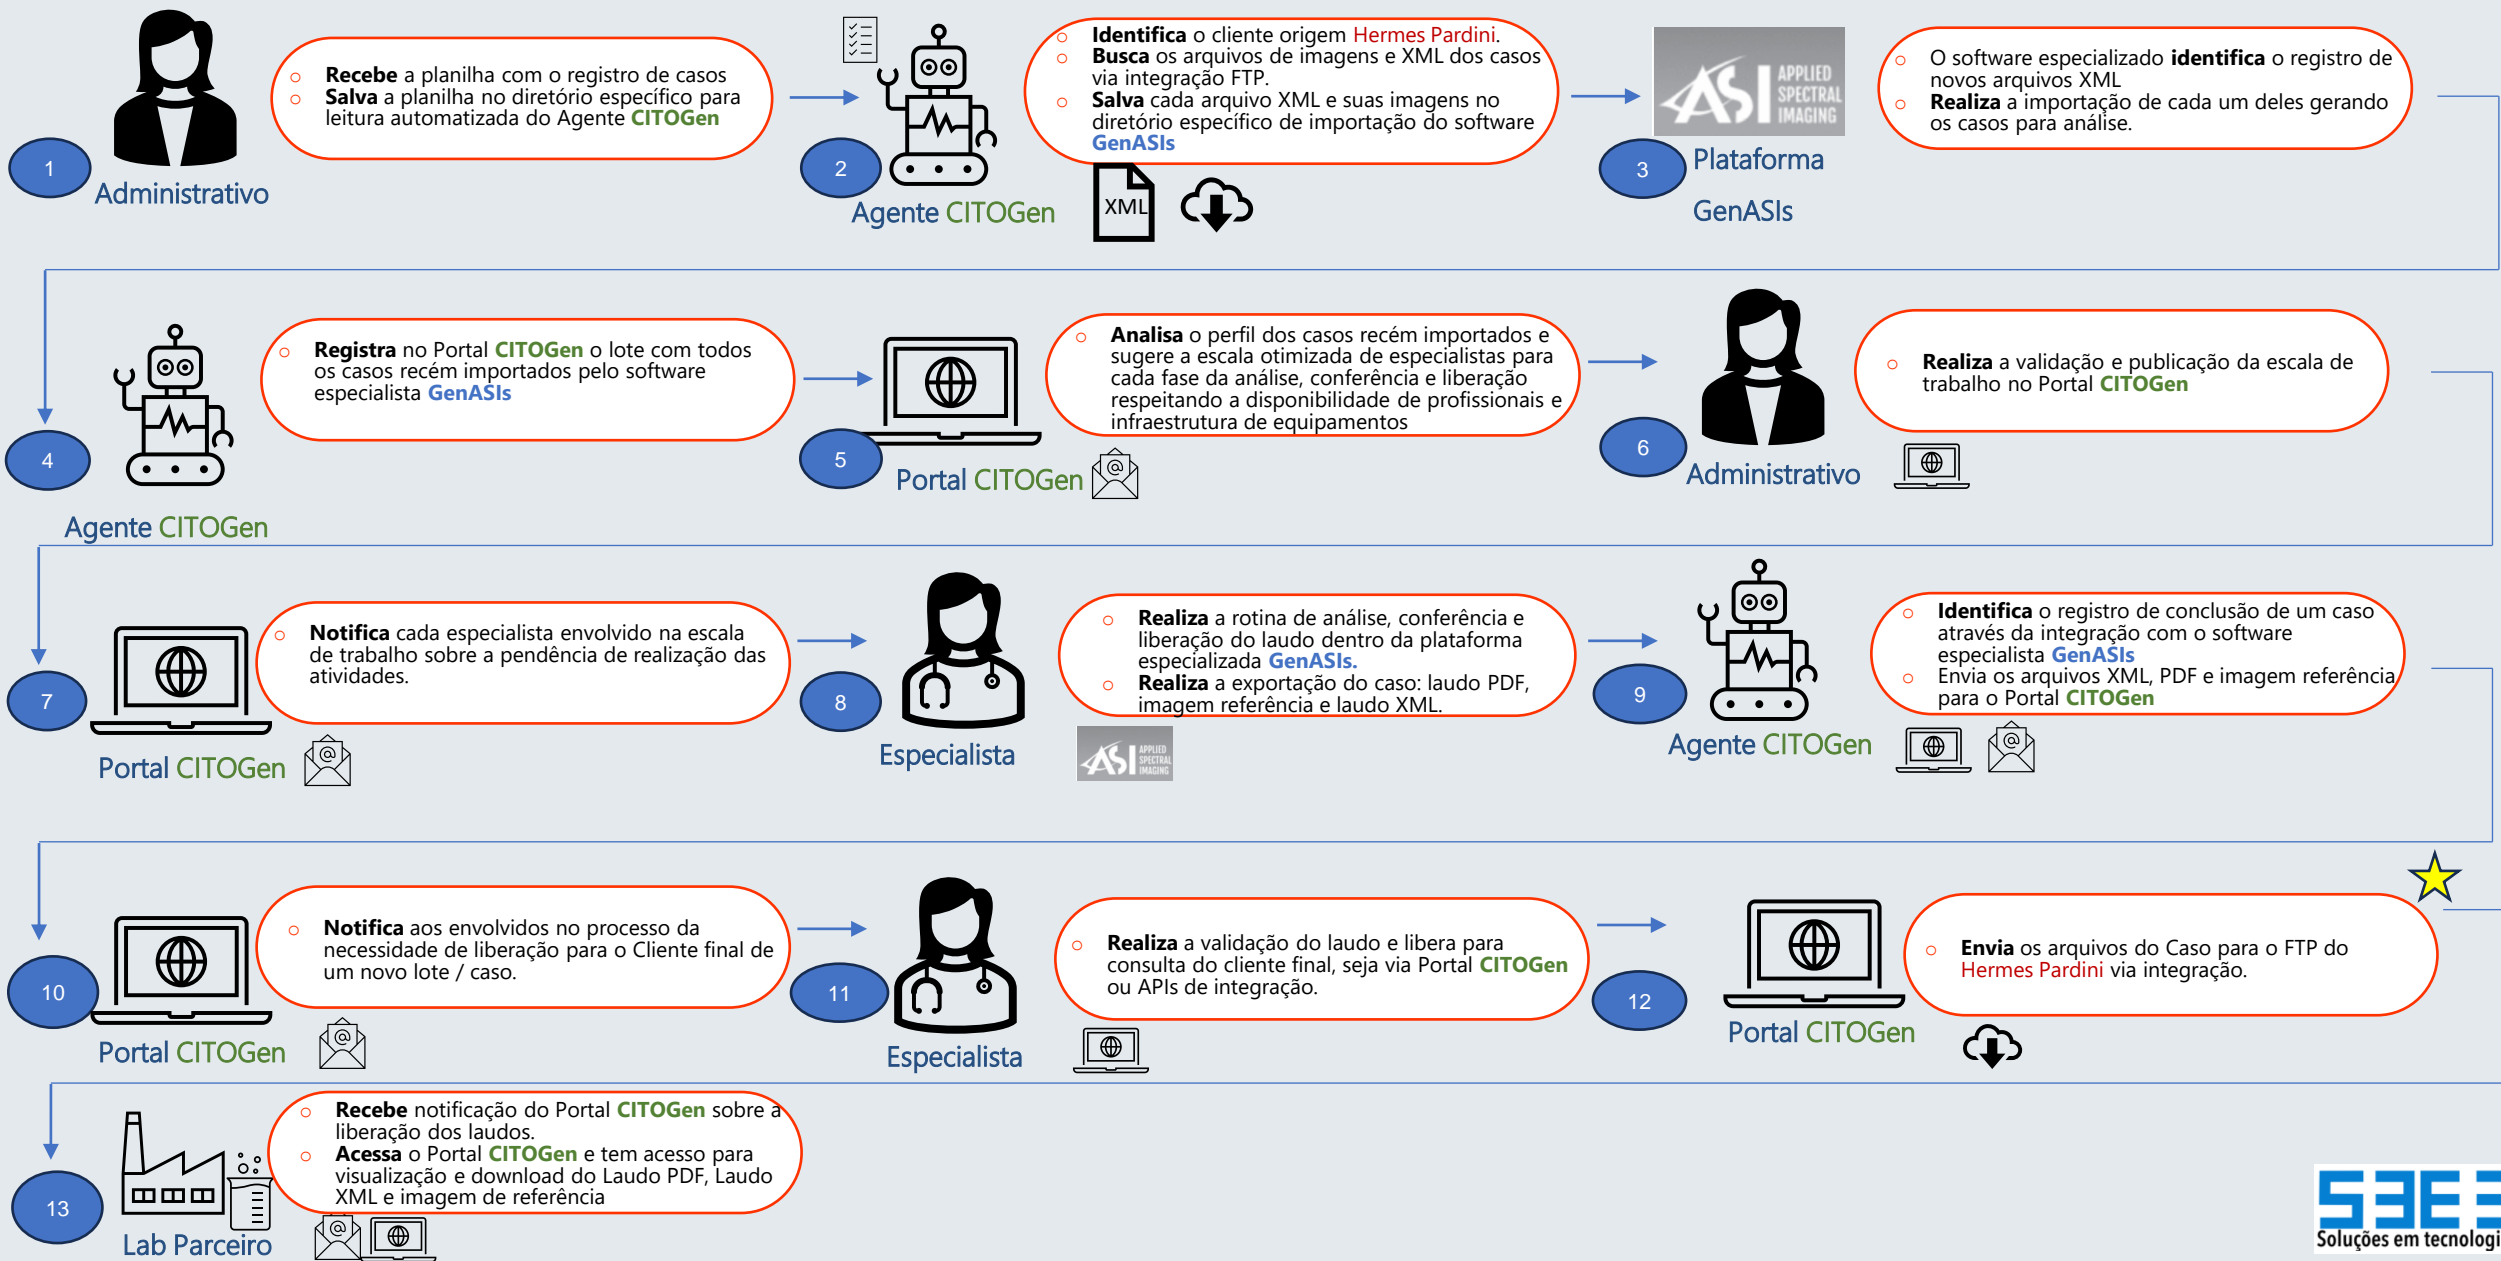 Recebe a planilha com o registro de casos
Salva a planilha no diretório específico para
leitura automatizada do Agente CITOGen
1
Administrativo
Identifica o cliente origem Hermes Pardini.
Busca os arquivos de imagens e XML dos casos
via integração FTP.
Salva cada arquivo XML e suas imagens no
diretório específico de importação do software
GenASIs
2
Agente CITOGen
XML
ASI APPLIED
SPECTRAL
IMAGING
O software especializado identifica o registro de
novos arquivos XML
Realiza a importação de cada um deles gerando
os casos para análise.
3
Plataforma
GenASIs
Registra no Portal CITOGen o lote com todos
os casos recém importados pelo software
especialista GenASIs
4
Agente CITOGen
Analisa o perfil dos casos recém importados e
sugere a escala otimizada de especialistas para
cada fase da análise, conferência e liberação
respeitando a disponibilidade de profissionais e
infraestrutura de equipamentos
5
Portal CITOGen
@
Realiza a validação e publicação da escala de
trabalho no Portal CITOGen
6
Administrativo
Notifica cada especialista envolvido na escala
de trabalho sobre a pendência de realização das
atividades.
7
Portal CITOGen
@
Realiza a rotina de análise, conferência e
liberação do laudo dentro da plataforma
especializada GenASIs.
Realiza a exportação do caso: laudo PDF,
imagem referência e laudo XML.
8
Especialista
ASI APPLIED
SPECTRAL
IMAGING
Identifica o registro de conclusão de um caso
através da integração com o software
especialista GenASIs
Envia os arquivos XML, PDF e imagem referência
para o Portal CITOGen
9
Agente CITOGen
@
Notifica aos envolvidos no processo da
necessidade de liberação para o Cliente final de
um novo lote / caso.
10
Portal CITOGen
@
Realiza a validação do laudo e libera para
consulta do cliente final, seja via Portal CITOGen
ou APIs de integração.
11
Especialista
Envia os arquivos do Caso para o FTP do
Hermes Pardini via integração.
12
Portal CITOGen
Recebe notificação do Portal CITOGen sobre a
liberação dos laudos.
Acessa o Portal CITOGen e tem acesso para
visualização e download do Laudo PDF, Laudo
XML e imagem de referência
13
Lab Parceiro
@
Soluções em tecnologi